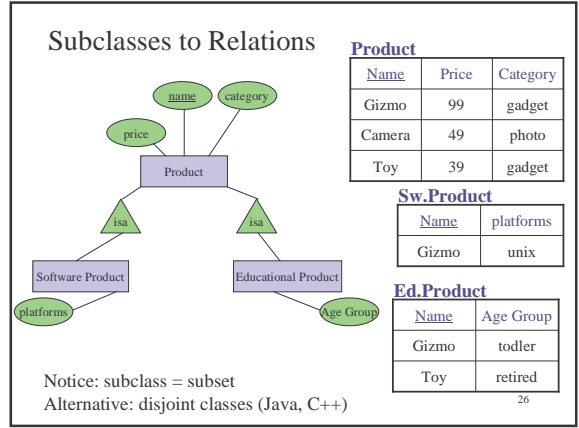 Subclasses to Relations
name
category
price
Product
isa
isa
Software Product
Educational Product
platforms
Age Group
Product
Name Price Category
Gizmo 99 gadget
Camera 49 photo
Toy 39 gadget
Sw.Product
Name platforms
Gizmo unix
Ed.Product
Name Age Group
Gizmo todler
Toy retired
Notice: subclass = subset
Alternative: disjoint classes (Java, C++)
26